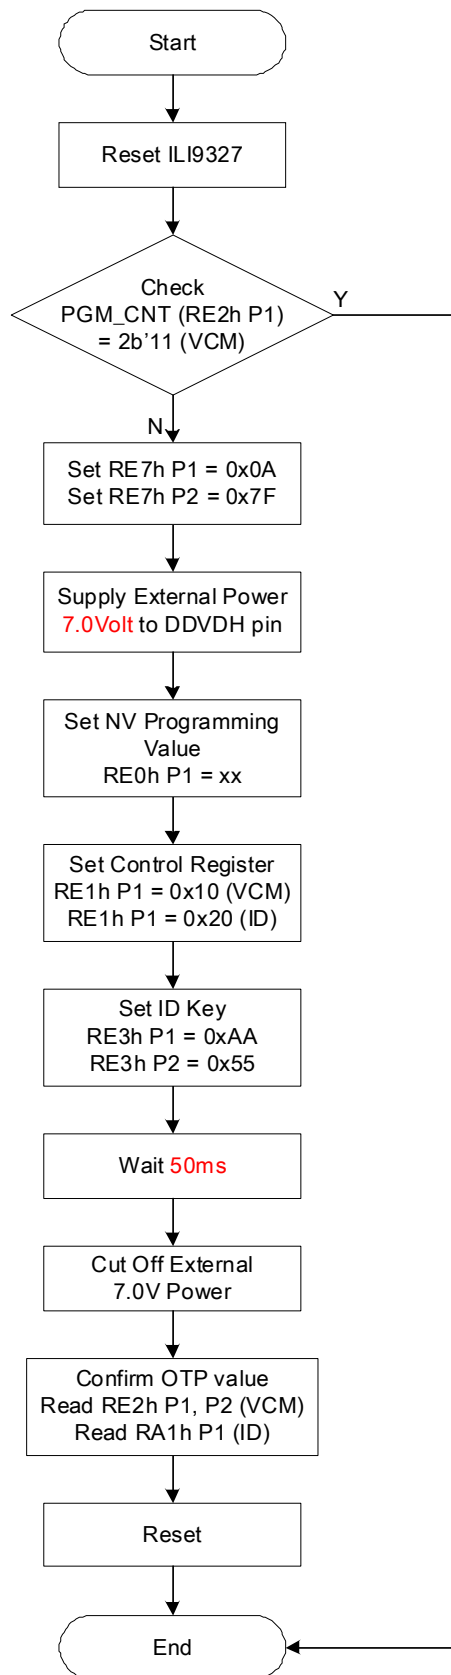 Start
Reset ILI9327
Check
PGM_CNT (RE2h P1)
= 2b'11 (VCM)
Y
N
Set RE7h P1 = 0x0A
Set RE7h P2 = 0x7F
Supply External Power
7.0Volt to DDVDH pin
Set NV Programming
Value
RE0h P1 = xx
Set Control Register
RE1h P1 = 0x10 (VCM)
RE1h P1 = 0x20 (ID)
Set ID Key
RE3h P1 = 0xAA
RE3h P2 = 0x55
Wait 50ms
Cut Off External
7.0V Power
Confirm OTP value
Read RE2h P1, P2 (VCM)
Read RA1h P1 (ID)
Reset
End